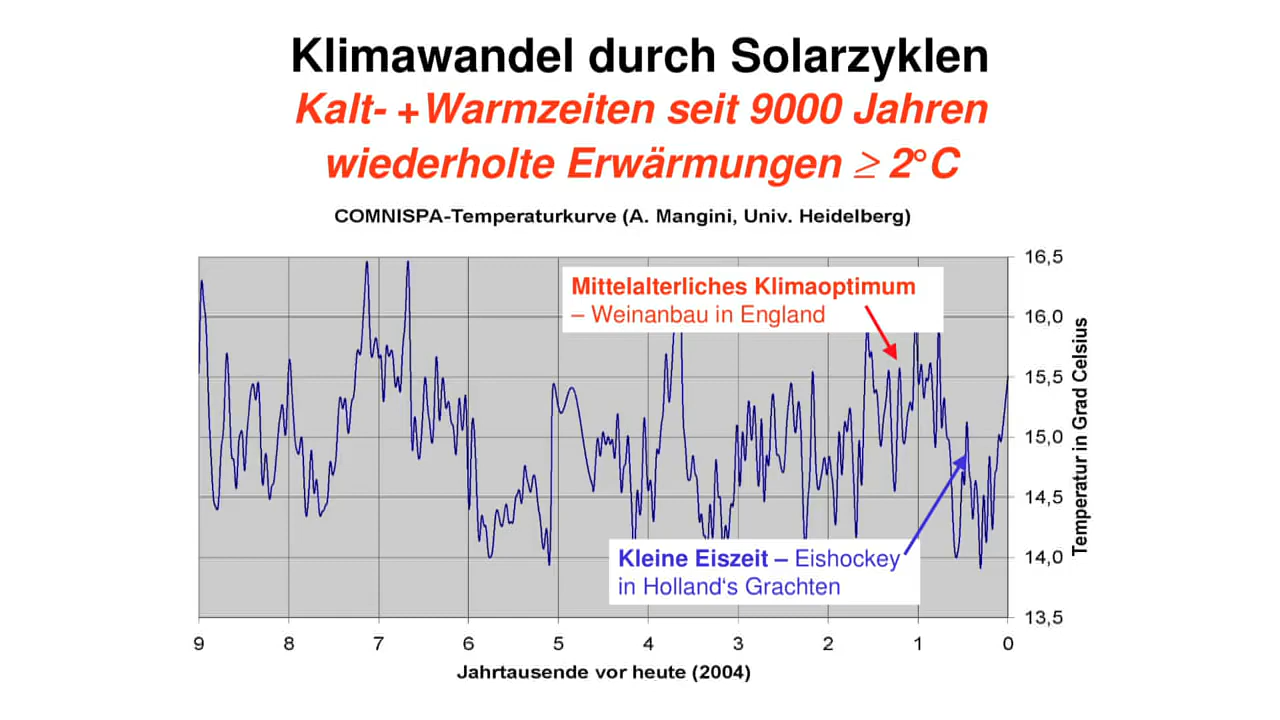 Klimawandel durch Solarzyklen
Kalt- + Warmzeiten seit 9000 Jahren
wiederholte Erwärmungen ≥ 2°C
COMNISPA-Temperaturkurve (A. Mangini, Univ. Heidelberg)
Mittelalterliches Klimaoptimum
– Weinanbau in England
Kleine Eiszeit – Eishockey
in Holland‘s Grachten
16,5
16,0
15,5
15,0
14,5
14,0
13,5
Temperatur in Grad Celsius
9 8 7 6 5 4 3 2 1 0
Jahrtausende vor heute (2004)